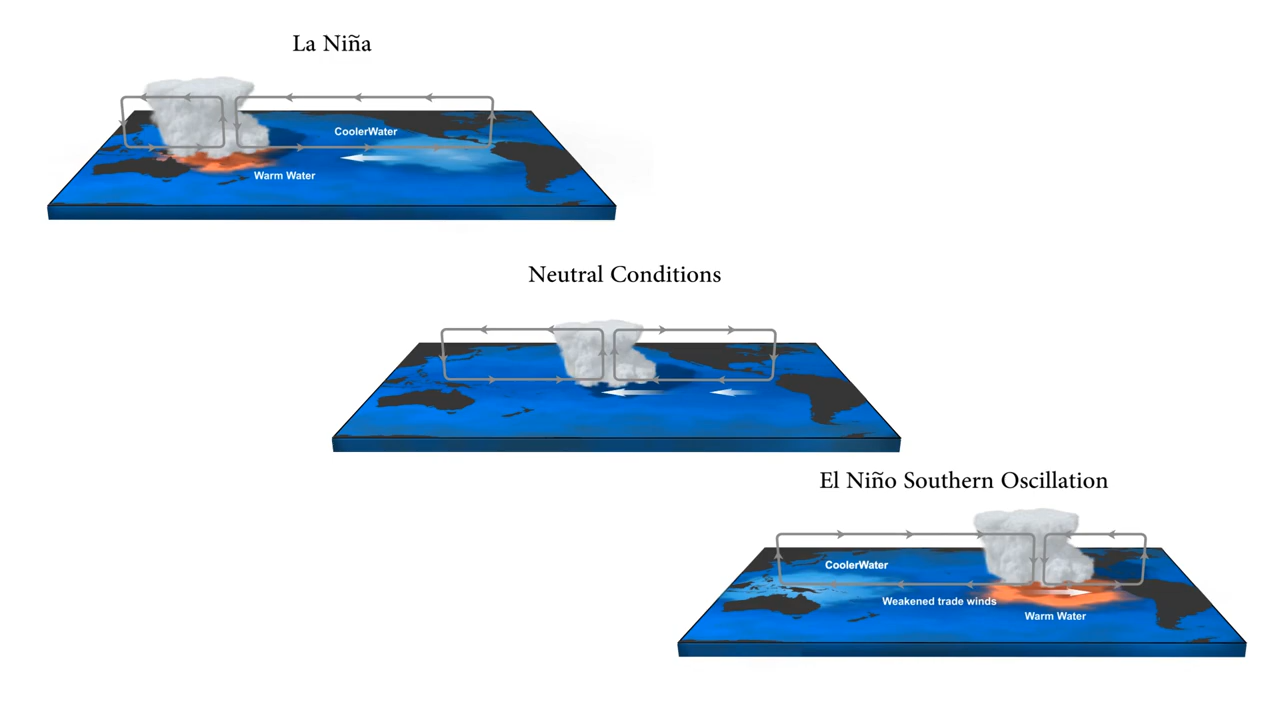 La Niña
CoolerWater
Warm Water
Neutral Conditions
El Niño Southern Oscillation
CoolerWater
Weakened trade winds
Warm Water